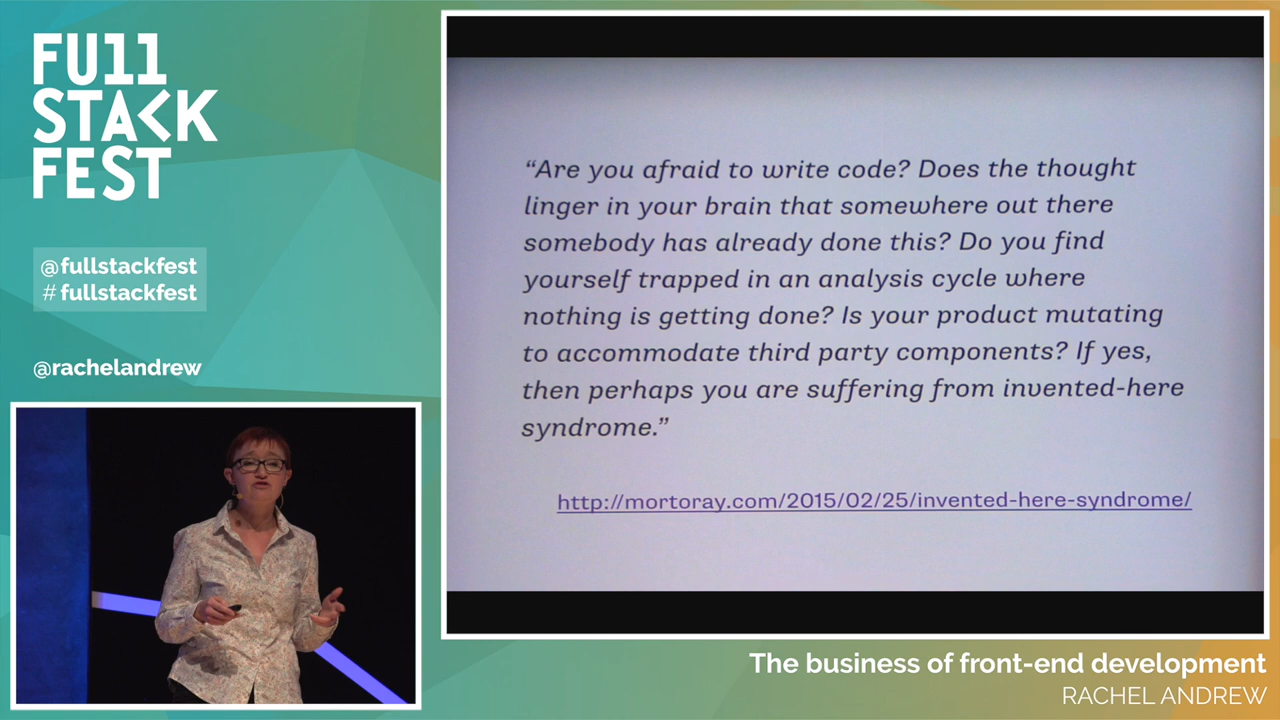 FULL
STACK
FEST
@fullstackfest
# fullstackfest
@rachelandrew
“Are you afraid to write code? Does the thought
linger in your brain that somewhere out there
somebody has already done this? Do you find
yourself trapped in an analysis cycle where
nothing is getting done? Is your product mutating
to accommodate third party components? If yes,
then perhaps you are suffering from invented-here
syndrome.”
http://mortoray.com/2015/02/25/invented-here-syndrome/
The business of front-end development
RACHEL ANDREW